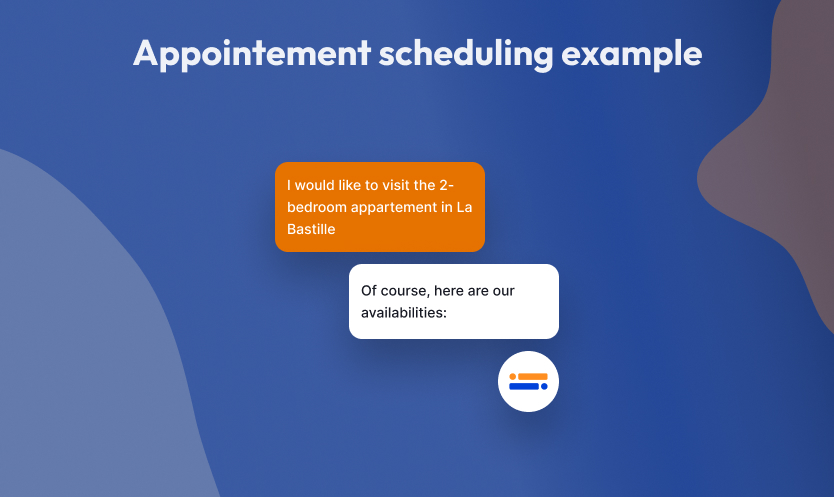 Appointement scheduling example
I would like to visit the 2-
bedroom appartement in La
Bastille
Of course, here are our
availabilities: